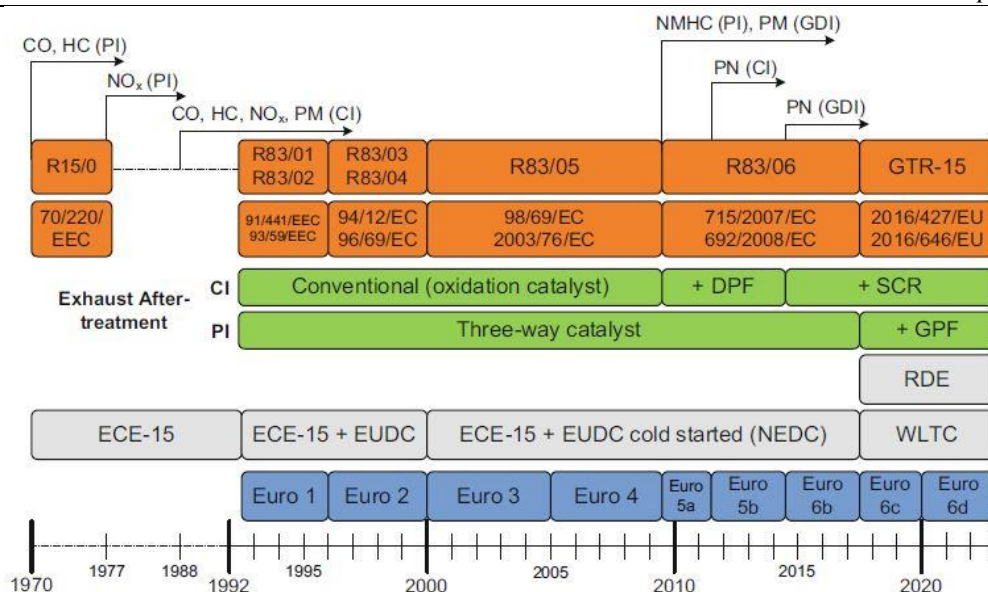 NMHC (PI), PM (GDI)
CO, HC (PI)
PN (CI)
NOx (PI)
PN (GDI)
CO, HC, NOx, PM (CI)
R15/0
R83/01
R83/02
R83/03
R83/04
R83/05
R83/06
GTR-15
70/220/
EEC
91/441/EEC
93/59/EEC
94/12/EC
96/69/EC
98/69/EC
2003/76/EC
715/2007/EC
692/2008/EC
2016/427/EU
2016/646/EU
Exhaust After-
treatment
CI
Conventional (oxidation catalyst)
+ DPF
+ SCR
PI
Three-way catalyst
+ GPF
RDE
ECE-15
ECE-15 + EUDC
ECE-15 + EUDC cold started (NEDC)
WLTC
Euro 1
Euro 2
Euro 3
Euro 4
Euro
5a
Euro
5b
Euro
6b
Euro
6c
Euro
6d
1970
1977
1988
1992
1995
2000
2005
2010
2015
2020